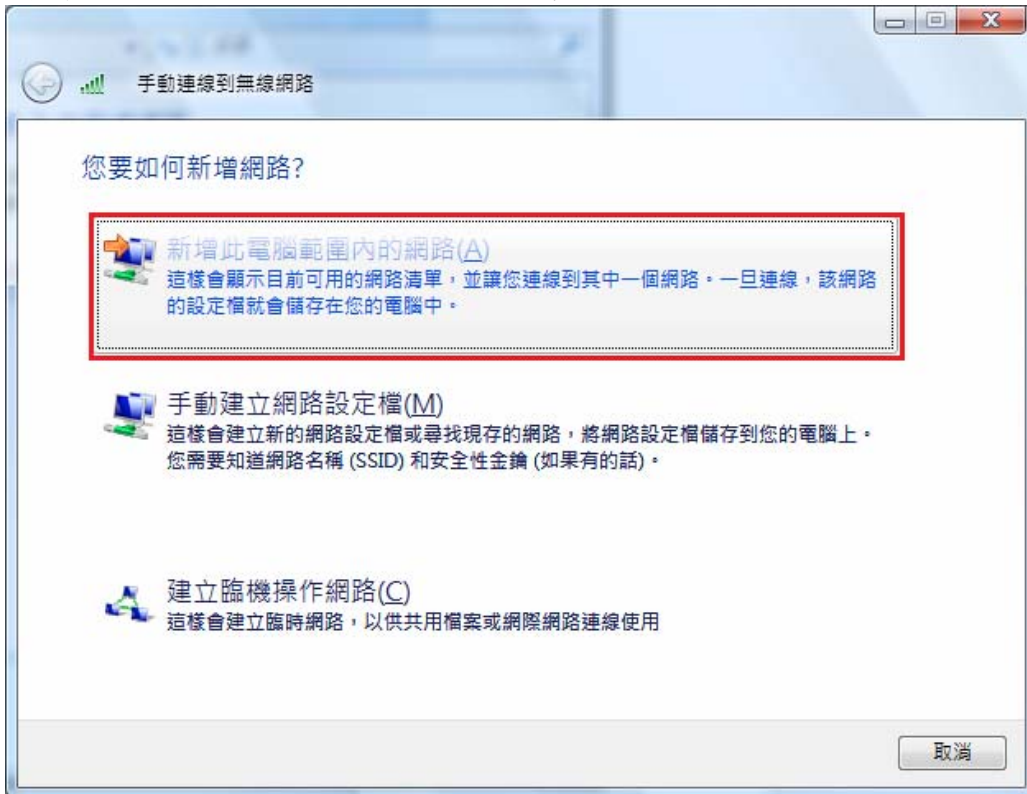 手動連線到無線網路
您要如何新增網路?
新增此電腦範圍內的網路(A)
這樣會顯示目前可用的網路清單，並讓您連線到其中一個網路。一旦連線，該網路
的設定檔就會儲存在您的電腦中。
手動建立網路設定檔(M)
這樣會建立新的網路設定檔或尋找現存的網路，將網路設定檔儲存到您的電腦上。
您需要知道網路名稱 (SSID) 和安全性金鑰 (如果有的話)。
建立臨機操作網路(C)
這樣會建立臨時網路，以供共用檔案或網際網路連線使用
取消